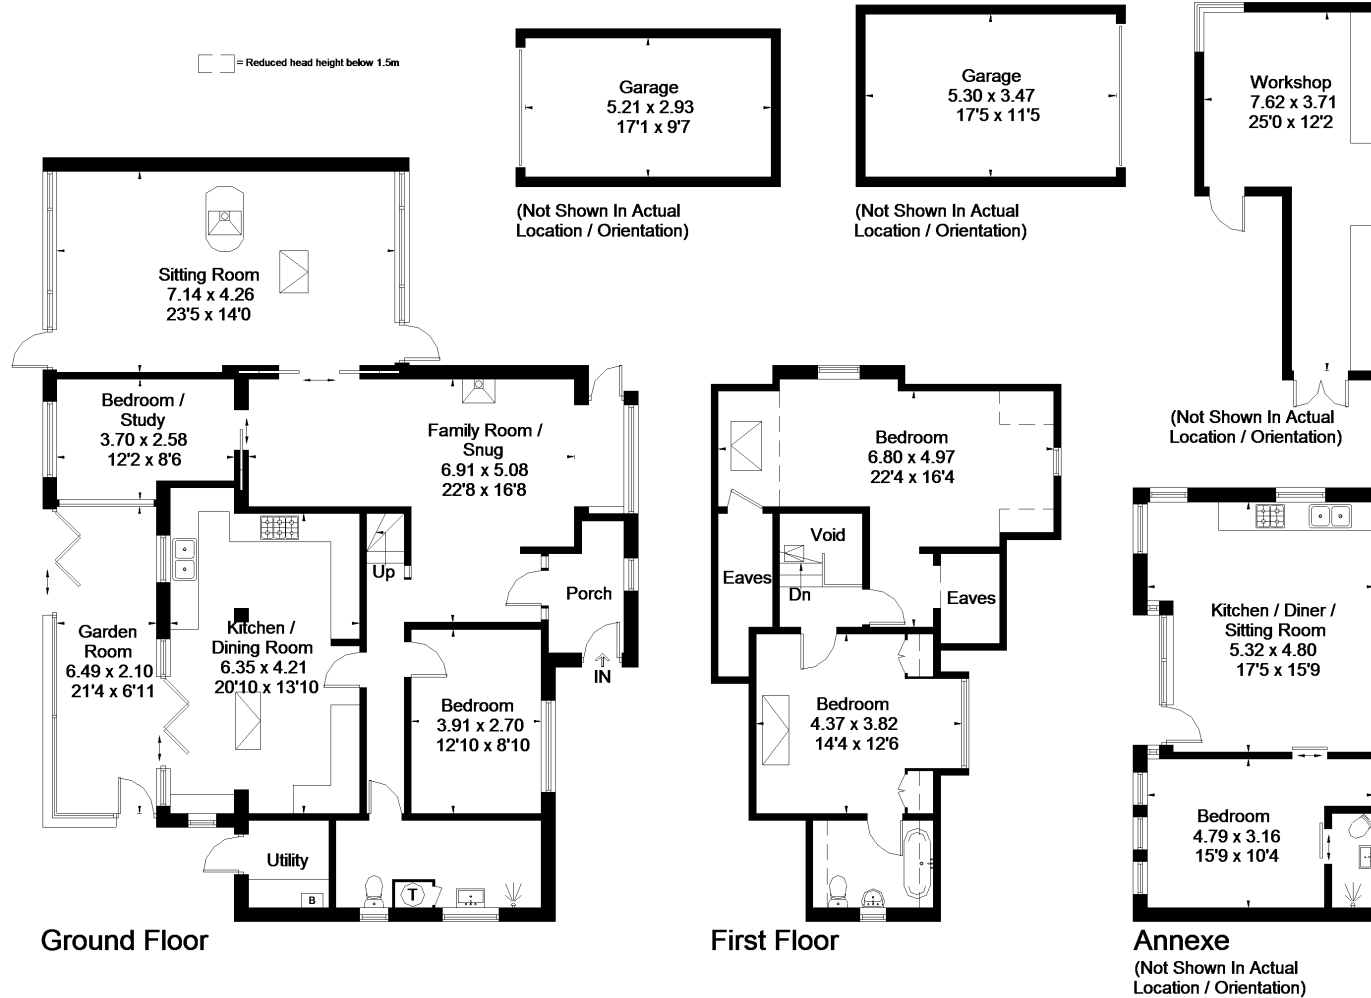 = Reduced head height below 1.5m
Garage
5.21 x 2.93
17'1 x 9'7
(Not Shown In Actual
Location / Orientation)
Garage
5.30 x 3.47
17'5 x 11'5
(Not Shown In Actual
Location / Orientation)
Workshop
7.62 x 3.71
25'0 x 12'2
(Not Shown In Actual
Location / Orientation)
Sitting Room
7.14 x 4.26
23'5 x 14'0
Bedroom /
Study
3.70 x 2.58
12'2 x 8'6
Family Room /
Snug
6.91 x 5.08
22'8 x 16'8
Up
Porch
IN
Garden
Room
6.49 x 2.10
21'4 x 6'11
Kitchen /
Dining Room
6.35 x 4.21
20'10 x 13'10
Bedroom
3.91 x 2.70
12'10 x 8'10
Utility
B
T
Ground Floor
Bedroom
6.80 x 4.97
22'4 x 16'4
Void
Eaves
Dn
Eaves
Bedroom
4.37 x 3.82
14'4 x 12'6
First Floor
Kitchen / Diner /
Sitting Room
5.32 x 4.80
17'5 x 15'9
Bedroom
4.79 x 3.16
15'9 x 10'4
Annexe
(Not Shown In Actual
Location / Orientation)